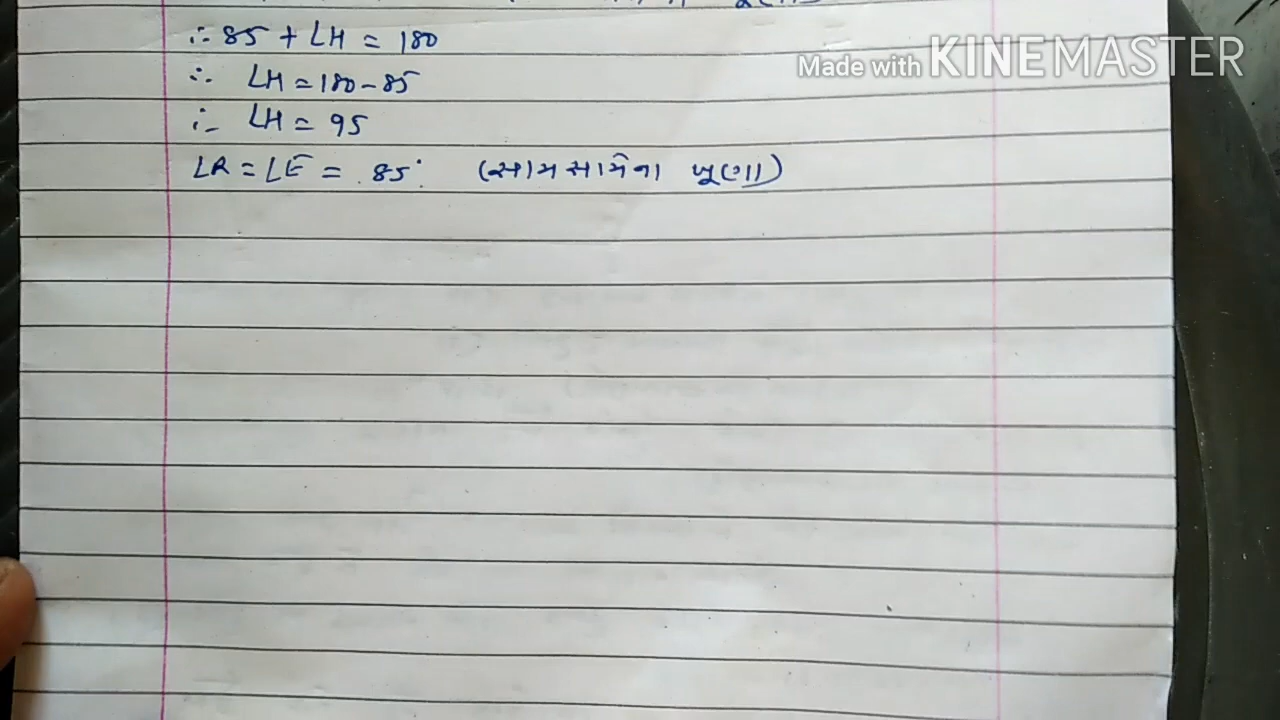 ∴ 85 + ∠H = 180
Made with KINEMASTER
∴ ∠H = 180 - 85
∴ ∠H = 95
∠R = ∠E = 85° (સામસામેના ખૂણા)